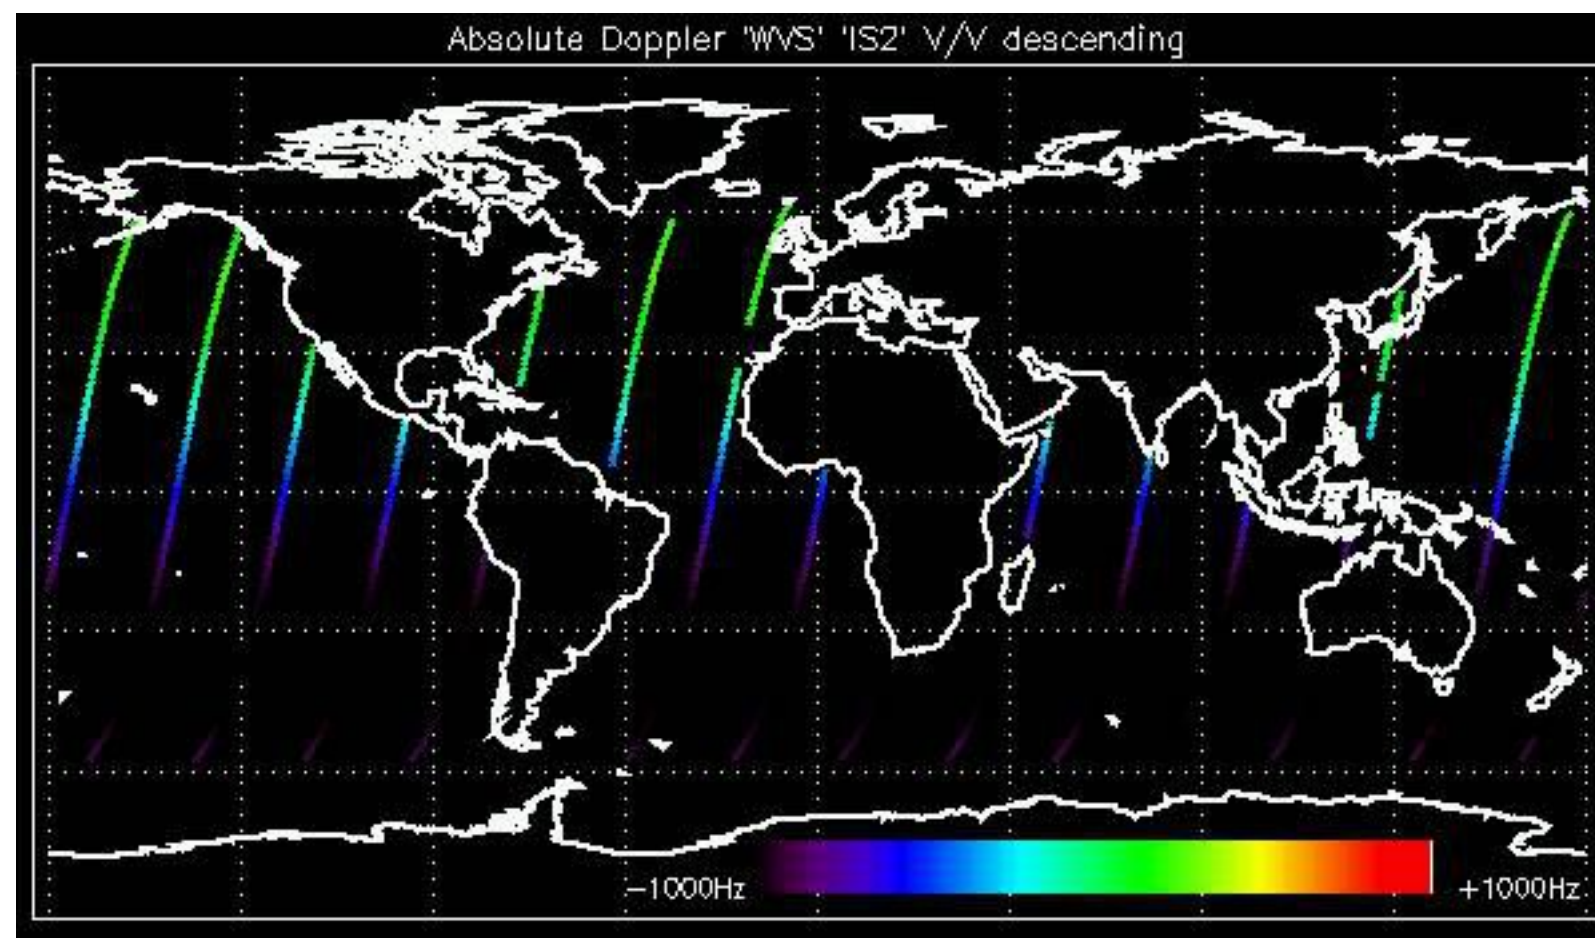 Absolute Doppler 'WVS' 'IS2' V/V descending
-1000Hz +1000Hz